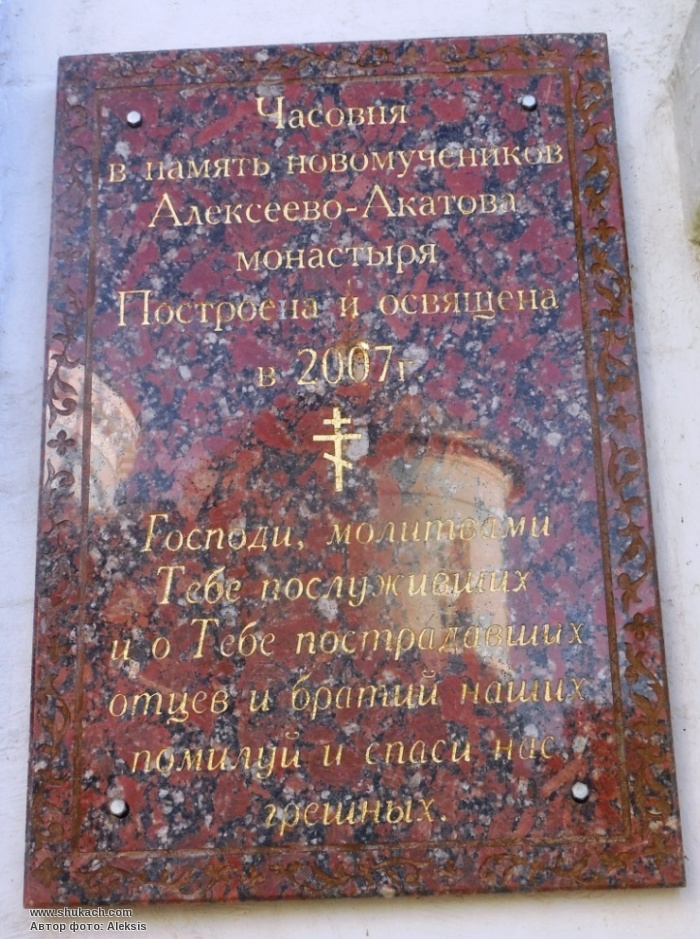 Часовня
в память новомучеников
Алексеево-Акатова
монастыря
Построена и освящена
в 2007г.
Господи, молитвами
Тебе послуживших
и о Тебе пострадавших
отцев и братий наших
помилуй и спаси нас,
грешных.
www.shukach.com
Автор фото: Aleksis